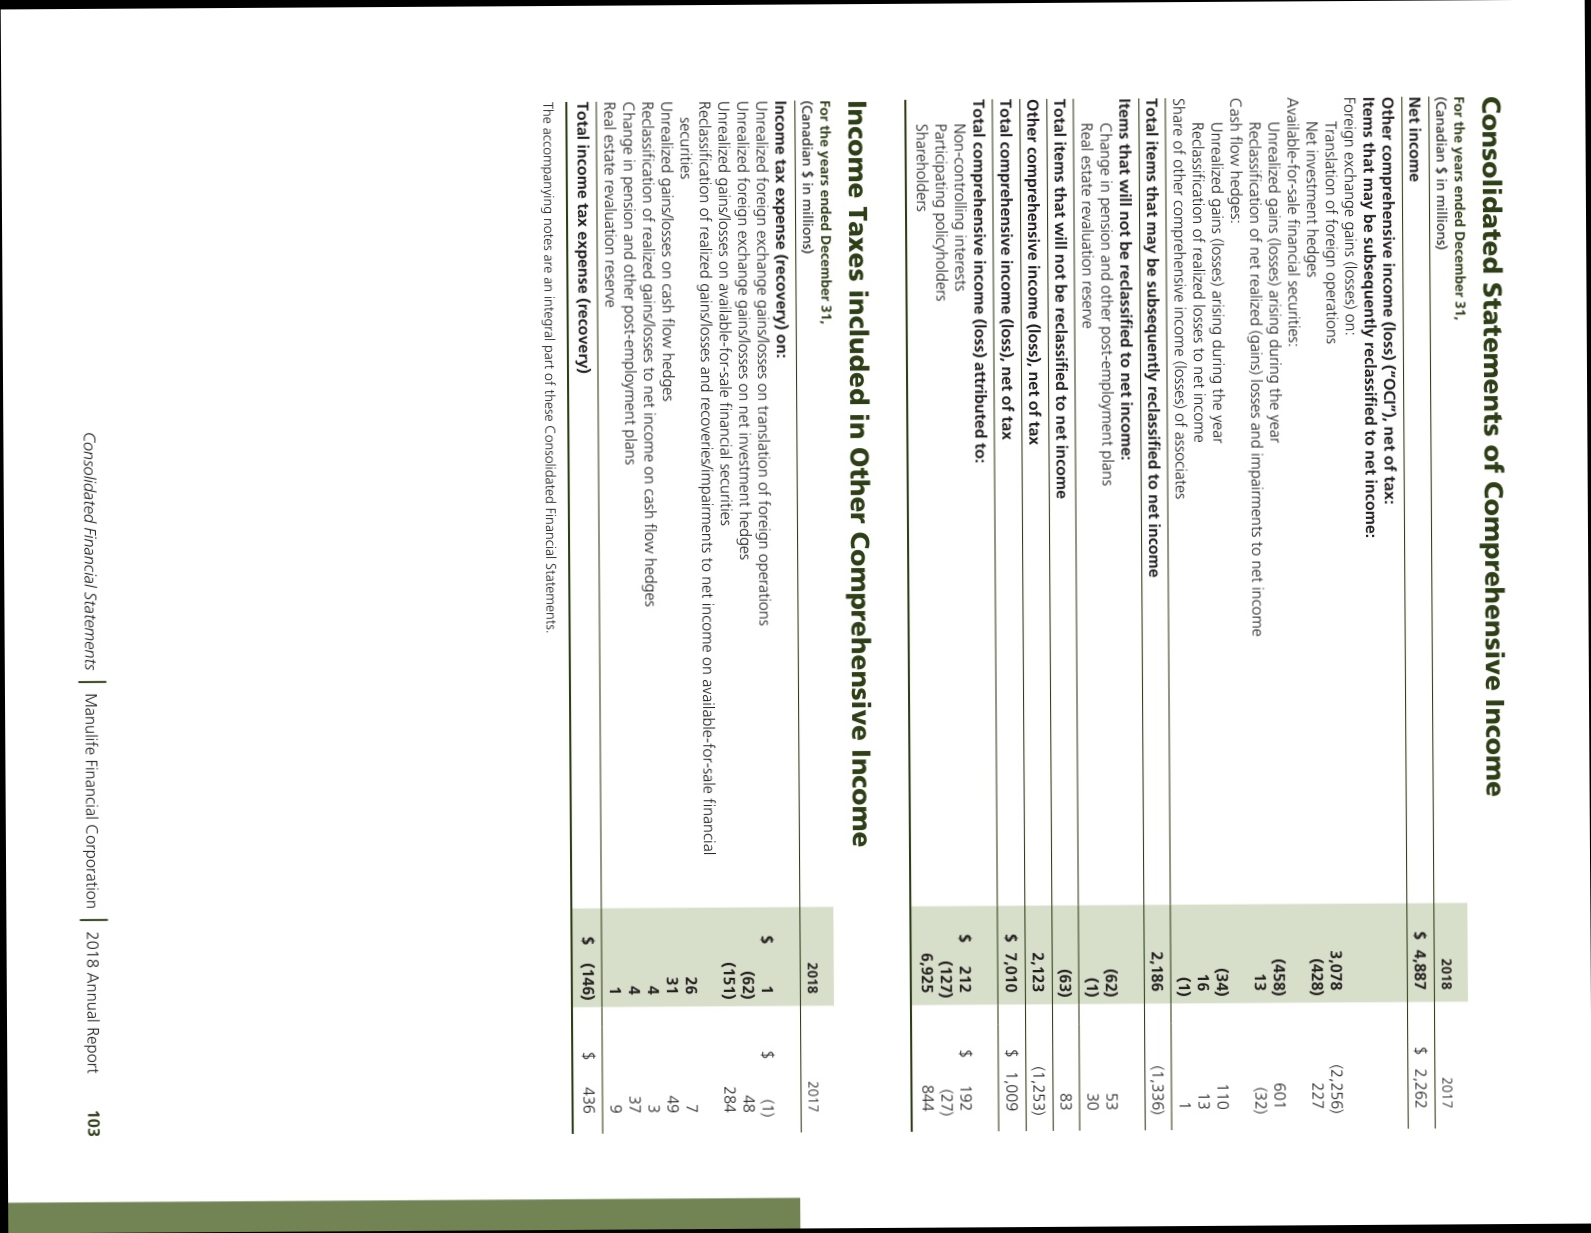 Consolidated Statements of Comprehensive Income
For the years ended December 31,
(Canadian $ in millions) 2018 2017
Net income $ 4,887 $ 2,262
Other comprehensive income (loss) (“OCI”), net of tax:
Items that may be subsequently reclassified to net income:
Foreign exchange gains (losses) on:
Translation of foreign operations 3,078 (2,256)
Net investment hedges (428) 227
Available-for-sale financial securities:
Unrealized gains (losses) arising during the year (458) 601
Reclassification of net realized (gains) losses and impairments to net income 13 (32)
Cash flow hedges:
Unrealized gains (losses) arising during the year (34) 110
Reclassification of realized losses to net income 16 13
Share of other comprehensive income (losses) of associates (1) 1
Total items that may be subsequently reclassified to net income 2,186 (1,336)
Items that will not be reclassified to net income:
Change in pension and other post-employment plans (62) 53
Real estate revaluation reserve (1) 30
Total items that will not be reclassified to net income (63) 83
Other comprehensive income (loss), net of tax 2,123 (1,253)
Total comprehensive income (loss), net of tax $ 7,010 $ 1,009
Total comprehensive income (loss) attributed to:
Non-controlling interests $ 212 $ 192
Participating policyholders (127) (27)
Shareholders 6,925 844
Income Taxes included in Other Comprehensive Income
For the years ended December 31,
(Canadian $ in millions) 2018 2017
Income tax expense (recovery) on:
Unrealized foreign exchange gains/losses on translation of foreign operations $ 1 $ (1)
Unrealized foreign exchange gains/losses on net investment hedges (62) 48
Unrealized gains/losses on available-for-sale financial securities (151) 284
Reclassification of realized gains/losses and recoveries/impairments to net income on available-for-sale financial
securities 26 7
Unrealized gains/losses on cash flow hedges 31 49
Reclassification of realized gains/losses to net income on cash flow hedges 4 3
Change in pension and other post-employment plans 4 37
Real estate revaluation reserve 1 9
Total income tax expense (recovery) $ (146) $ 436
The accompanying notes are an integral part of these Consolidated Financial Statements.
Consolidated Financial Statements | Manulife Financial Corporation | 2018 Annual Report 103